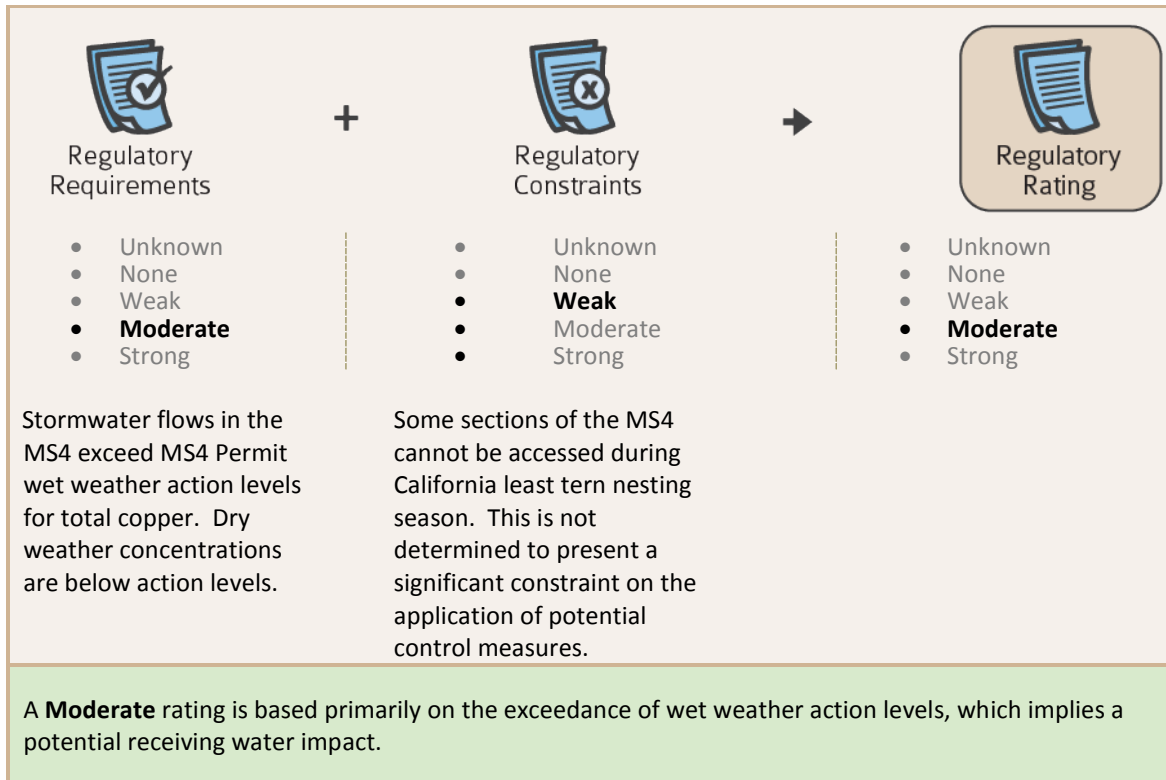 Regulatory
Requirements
+
Regulatory
Constraints
Regulatory
Rating
• Unknown
• None
• Weak
• Moderate
• Strong
• Unknown
• None
• Weak
• Moderate
• Strong
• Unknown
• None
• Weak
• Moderate
• Strong
Stormwater flows in the
MS4 exceed MS4 Permit
wet weather action levels
for total copper. Dry
weather concentrations
are below action levels.
Some sections of the MS4
cannot be accessed during
California least tern nesting
season. This is not
determined to present a
significant constraint on the
application of potential
control measures.
A Moderate rating is based primarily on the exceedance of wet weather action levels, which implies a
potential receiving water impact.